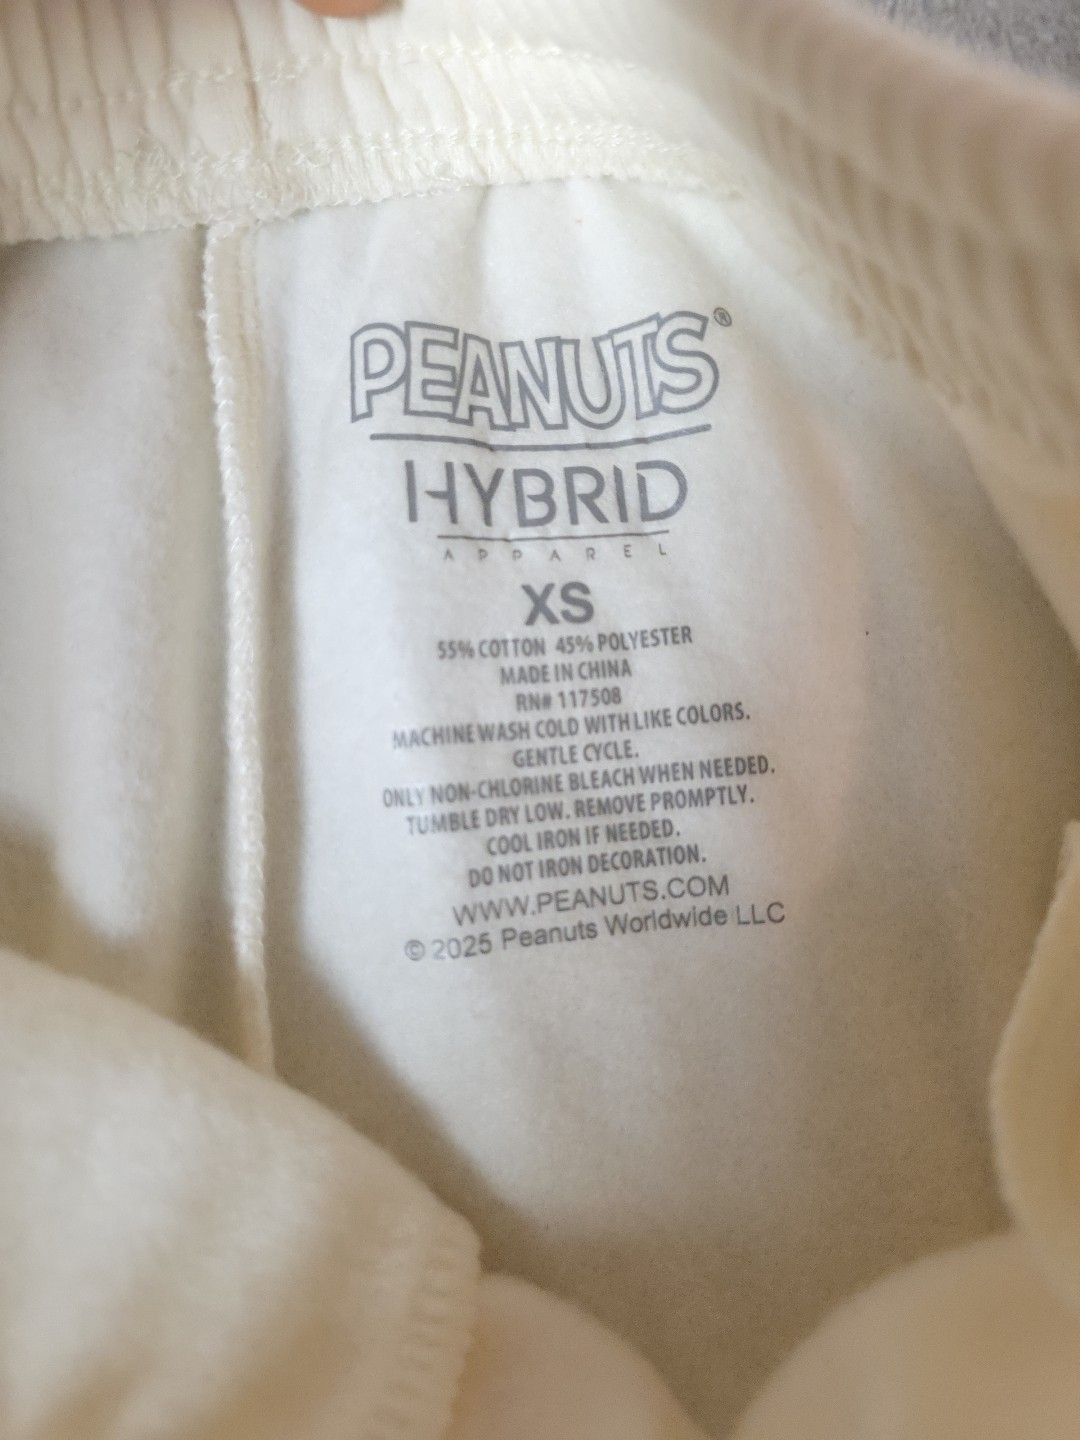 PEANUTS®
HYBRID
APPAREL
XS
55% COTTON 45% POLYESTER
MADE IN CHINA
RN# 117508
MACHINE WASH COLD WITH LIKE COLORS.
GENTLE CYCLE.
ONLY NON-CHLORINE BLEACH WHEN NEEDED.
TUMBLE DRY LOW. REMOVE PROMPTLY.
COOL IRON IF NEEDED.
DO NOT IRON DECORATION.
WWW.PEANUTS.COM
© 2025 Peanuts Worldwide LLC